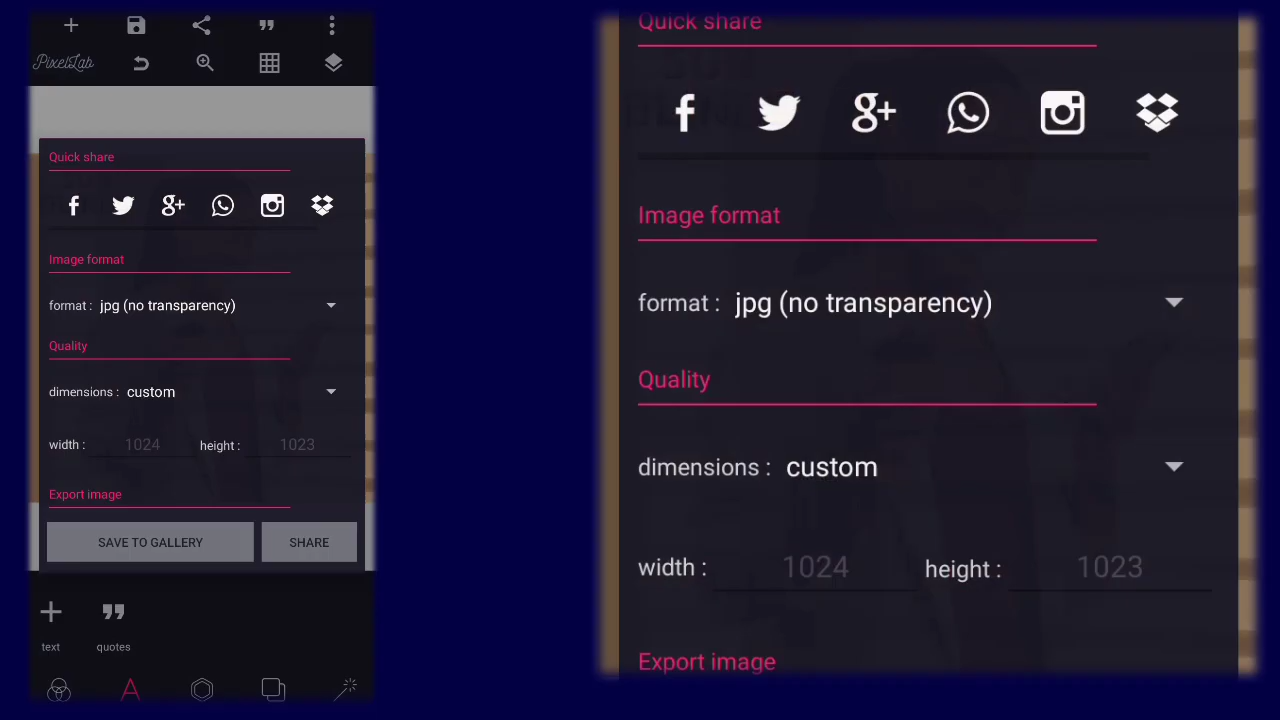 PixelLab
Quick share
Image format
format : jpg (no transparency)
Quality
dimensions : custom
width : 1024 height : 1023
Export image
SAVE TO GALLERY SHARE
text quotes
Quick share
Image format
format : jpg (no transparency)
Quality
dimensions : custom
width : 1024 height : 1023
Export image